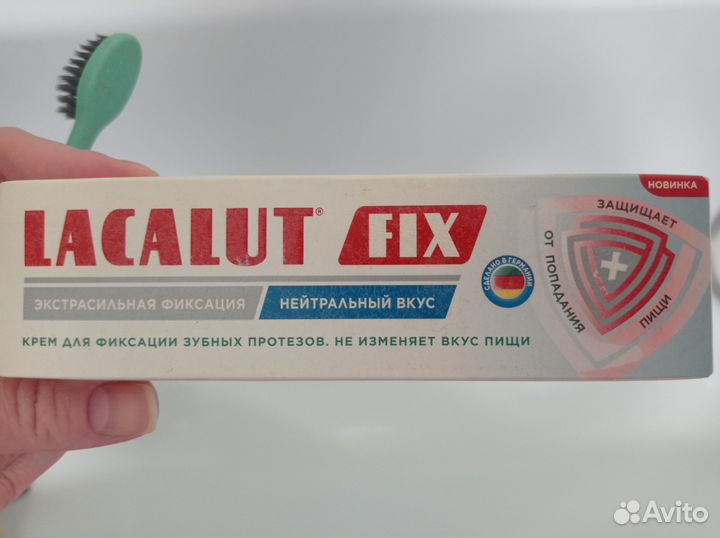 НОВИНКА
LACALUT® FIX
ЭКСТРАСИЛЬНАЯ ФИКСАЦИЯ НЕЙТРАЛЬНЫЙ ВКУС
КРЕМ ДЛЯ ФИКСАЦИИ ЗУБНЫХ ПРОТЕЗОВ. НЕ ИЗМЕНЯЕТ ВКУС ПИЩИ
СДЕЛАНО В ГЕРМАНИИ
ЗАЩИЩАЕТ
ОТ ПОПАДАНИЯ
ПИЩИ
Avito